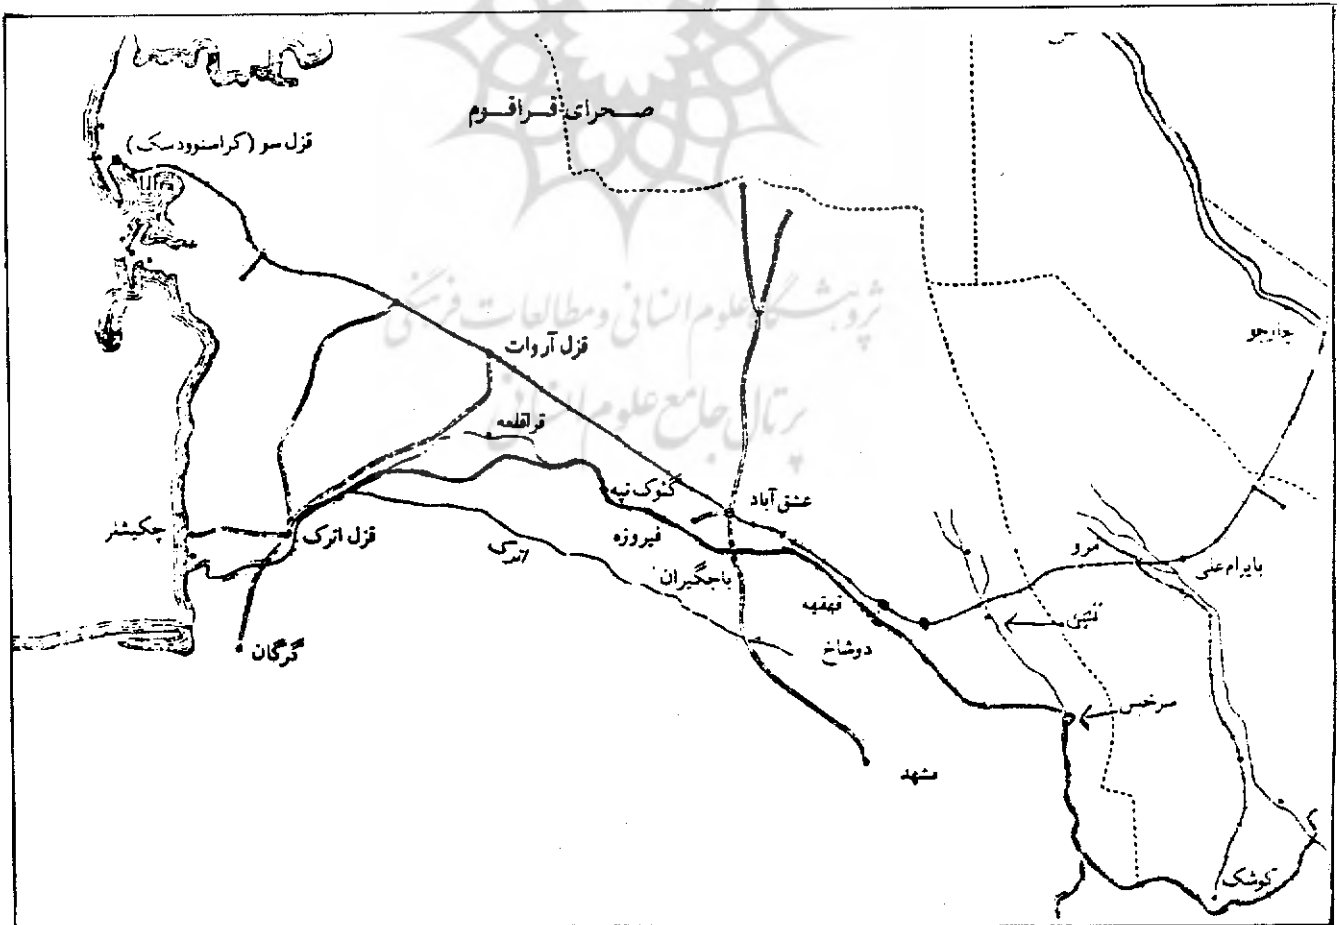 صحرای قراقوم
قزل سو (کراسنوودسک)
پژوهشگاه علوم انسانی و مطالعات فرهنگی
پرتال جامع علوم انسانی
چارجو
قزل آروات
قراقلعه
گئوک تپه
عشق آباد
چکیشلر
قزل اترک
اترک
فیروزه
باجگیران
قهقهه
مرو
بایرام علی
تتجن
گرگان
دوشاخ
سرخس
مشهد
کوشک